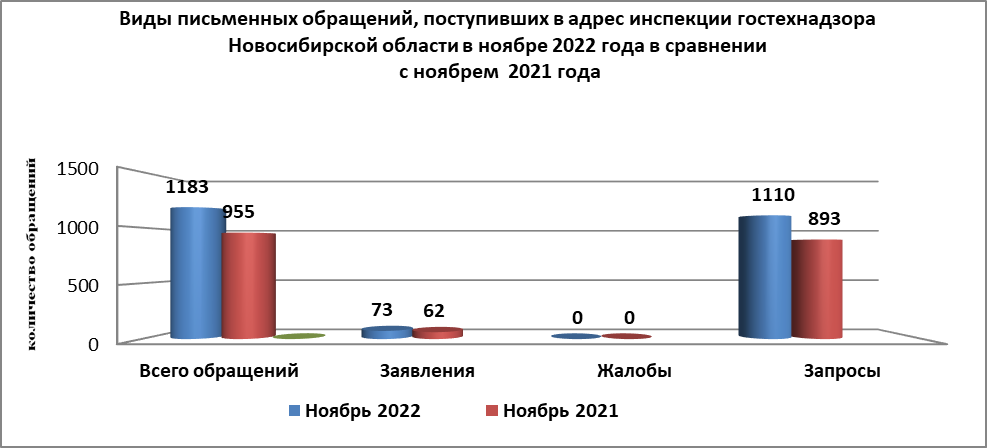 Виды письменных обращений, поступивших в адрес инспекции гостехнадзора
Новосибирской области в ноябре 2022 года в сравнении
с ноябрем 2021 года
количество обращений
1500
1000
500
0
1183
955
73
62
0
0
1110
893
Всего обращений
Заявления
Жалобы
Запросы
Ноябрь 2022
Ноябрь 2021